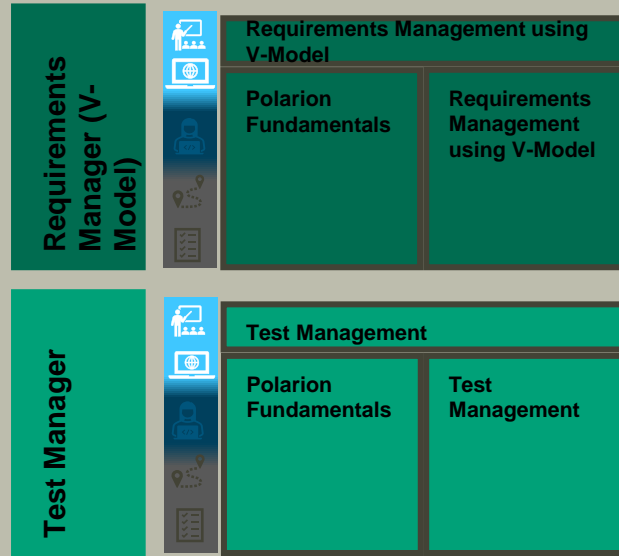 Requirements
Manager (V-
Model)
Requirements Management using
V-Model
Polarion
Fundamentals
Requirements
Management
using V-Model
Test Manager
Test Management
Polarion
Fundamentals
Test
Management